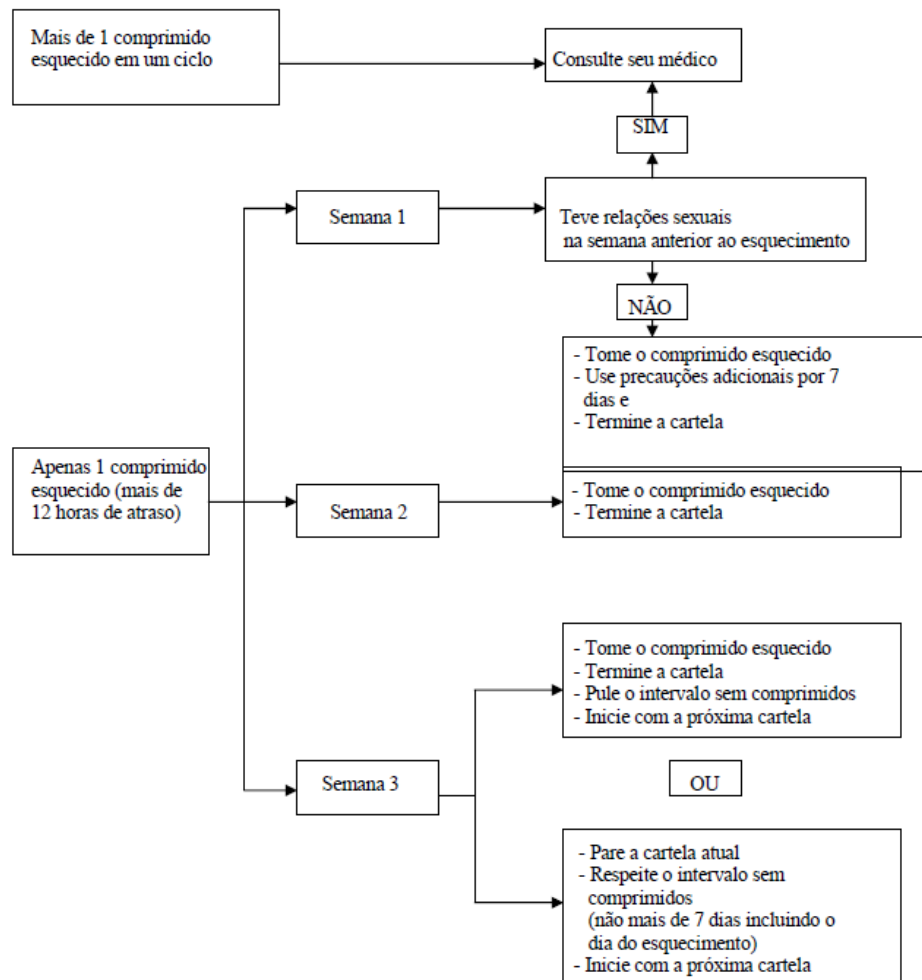 Mais de 1 comprimido
esquecido em um ciclo
Consulte seu médico
SIM
Semana 1
Teve relações sexuais
na semana anterior ao esquecimento
NÃO
- Tome o comprimido esquecido
- Use precauções adicionais por 7
dias e
- Termine a cartela
Apenas 1 comprimido
esquecido (mais de
12 horas de atraso)
Semana 2
- Tome o comprimido esquecido
- Termine a cartela
Semana 3
- Tome o comprimido esquecido
- Termine a cartela
- Pule o intervalo sem comprimidos
- Inicie com a próxima cartela
OU
- Pare a cartela atual
- Respeite o intervalo sem
comprimidos
(não mais de 7 dias incluindo o
dia do esquecimento)
- Inicie com a próxima cartela